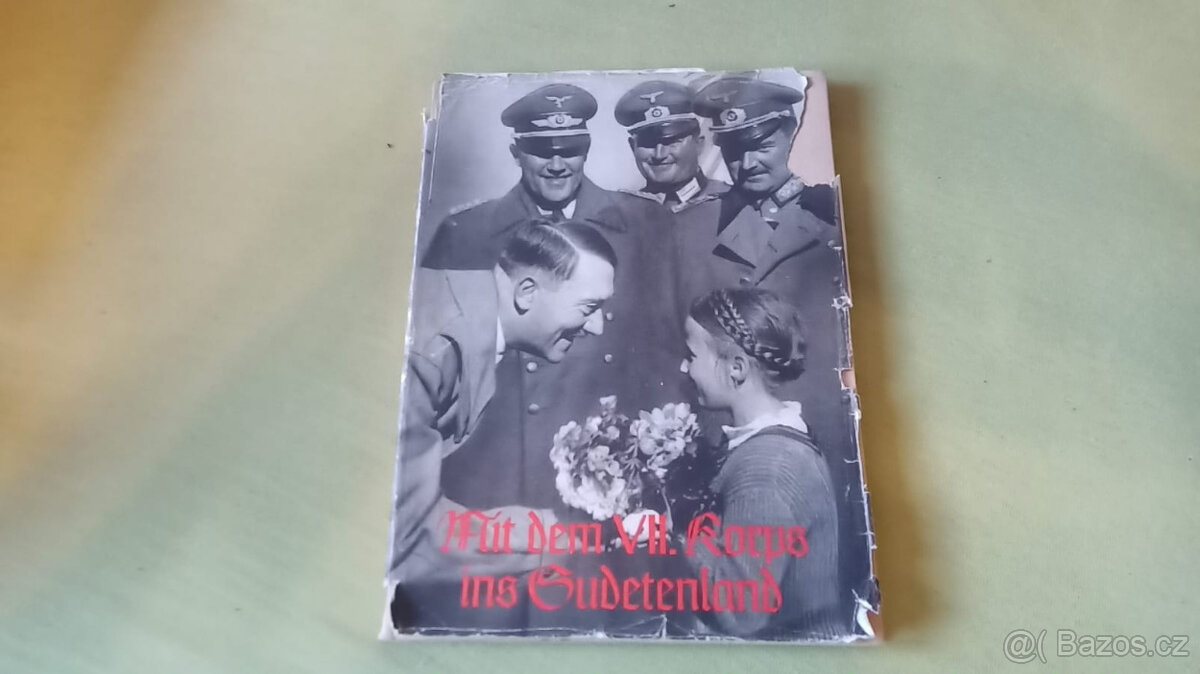 Mit dem VII. Korps
ins Sudetenland
@( Bazos.cz